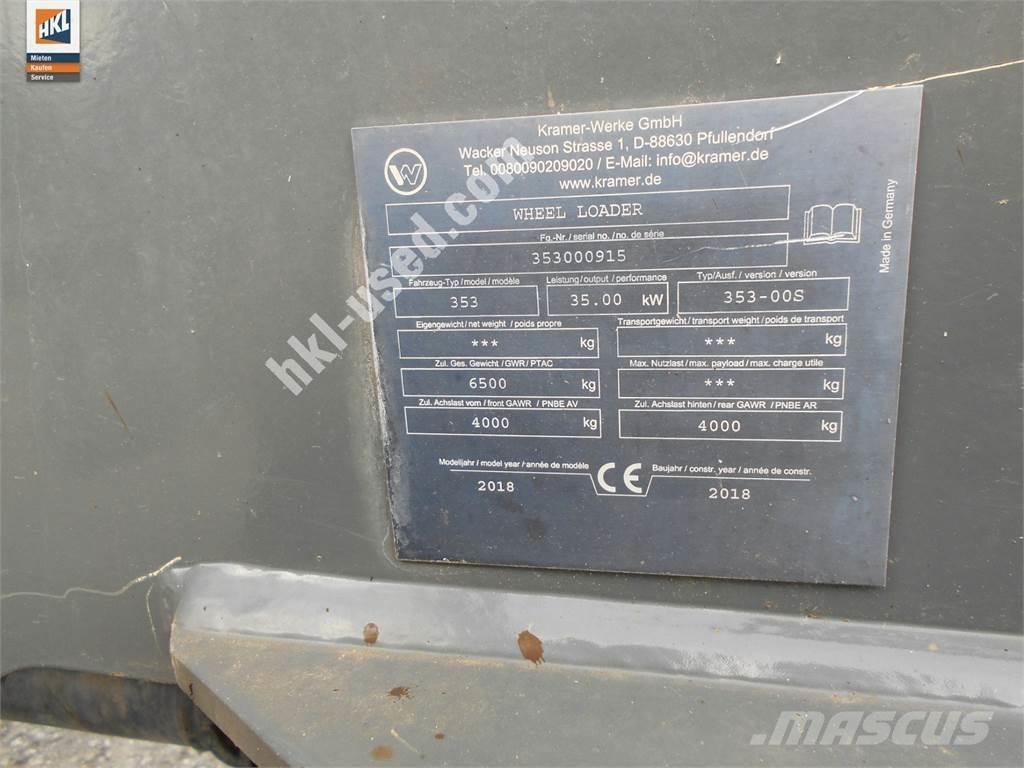 HKL
Mieten
Kaufen
Service
Kramer-Werke GmbH
Wacker Neuson Strasse 1, D-88630 Pfullendorf
Tel. 0080090209020 / E-Mail: info@kramer.de
www.kramer.de
WHEEL LOADER
Fg.-Nr./ serial no. /no. de série
353000915
Fahrzeug-Typ / model / modèle
353
Leistung / output / performance
35.00 kW
Typ/Ausf. / version / version
353-00S
Eigengewicht / net weight / poids propre
*** kg
Transportgewicht / transport weight / poids de transport
*** kg
Zul. Ges. Gewicht / GWR / PTAC
6500 kg
Max. Nutzlast / max. payload / max. charge utile
*** kg
Zul. Achslast vorn / front GAWR / PNBE AV
4000 kg
Zul. Achslast hinten / rear GAWR / PNBE AR
4000 kg
Modelljahr / model year / année de modèle
2018
CE
Baujahr / constr. year / année de constr.
2018
Made in Germany
hkl-used.com
MASCUS